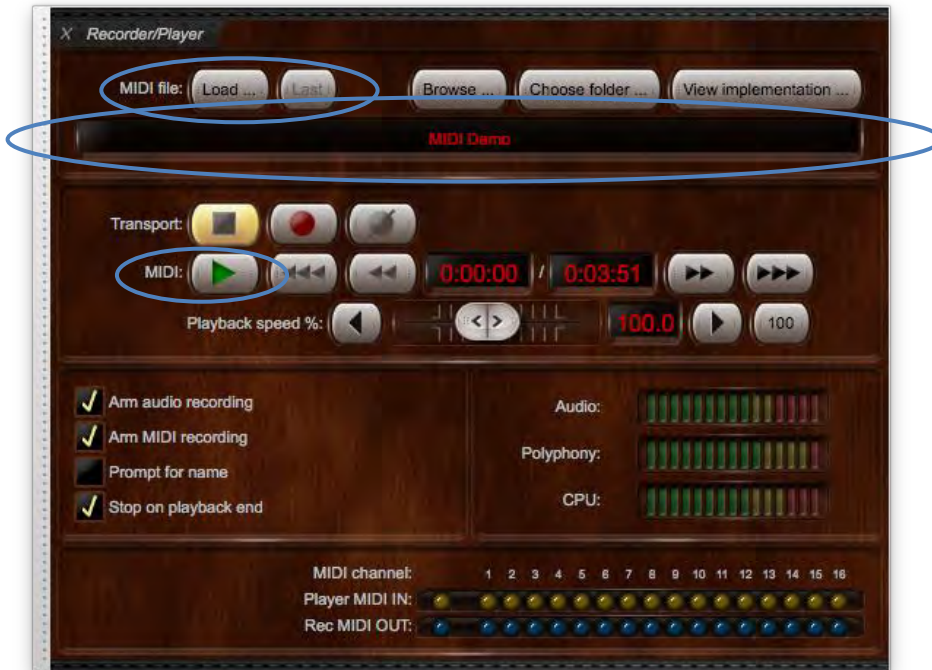 X Recorder/Player
MIDI file: Load ... Last Browse ... Choose folder ... View implementation ...
MIDI Demo
Transport:
MIDI: 0:00:00 / 0:03:51
Playback speed %: < > 100.0 100
Arm audio recording
Audio:
Arm MIDI recording
Polyphony:
Prompt for name
CPU:
Stop on playback end
MIDI channel: 1 2 3 4 5 6 7 8 9 10 11 12 13 14 15 16
Player MIDI IN:
Rec MIDI OUT: